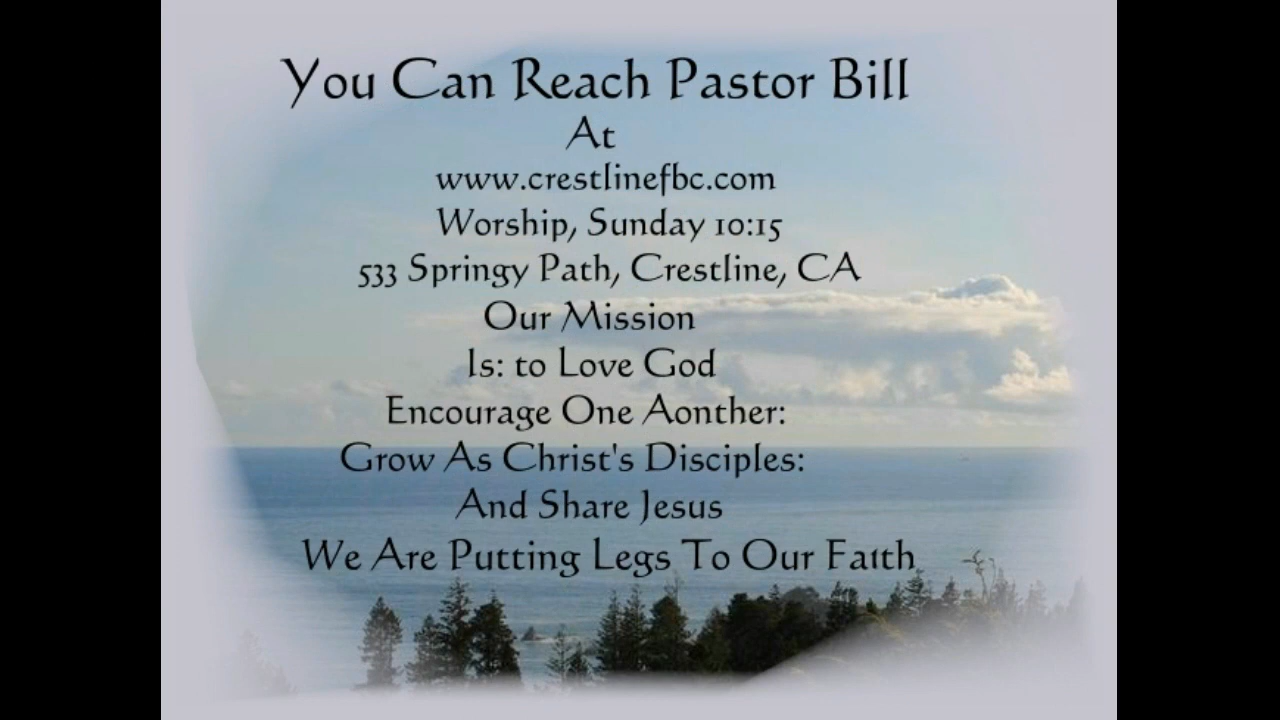 You Can Reach Pastor Bill
At
www.crestlinefbc.com
Worship, Sunday 10:15
533 Springy Path, Crestline, CA
Our Mission
Is: to Love God
Encourage One Aonther:
Grow As Christ's Disciples:
And Share Jesus
We Are Putting Legs To Our Faith